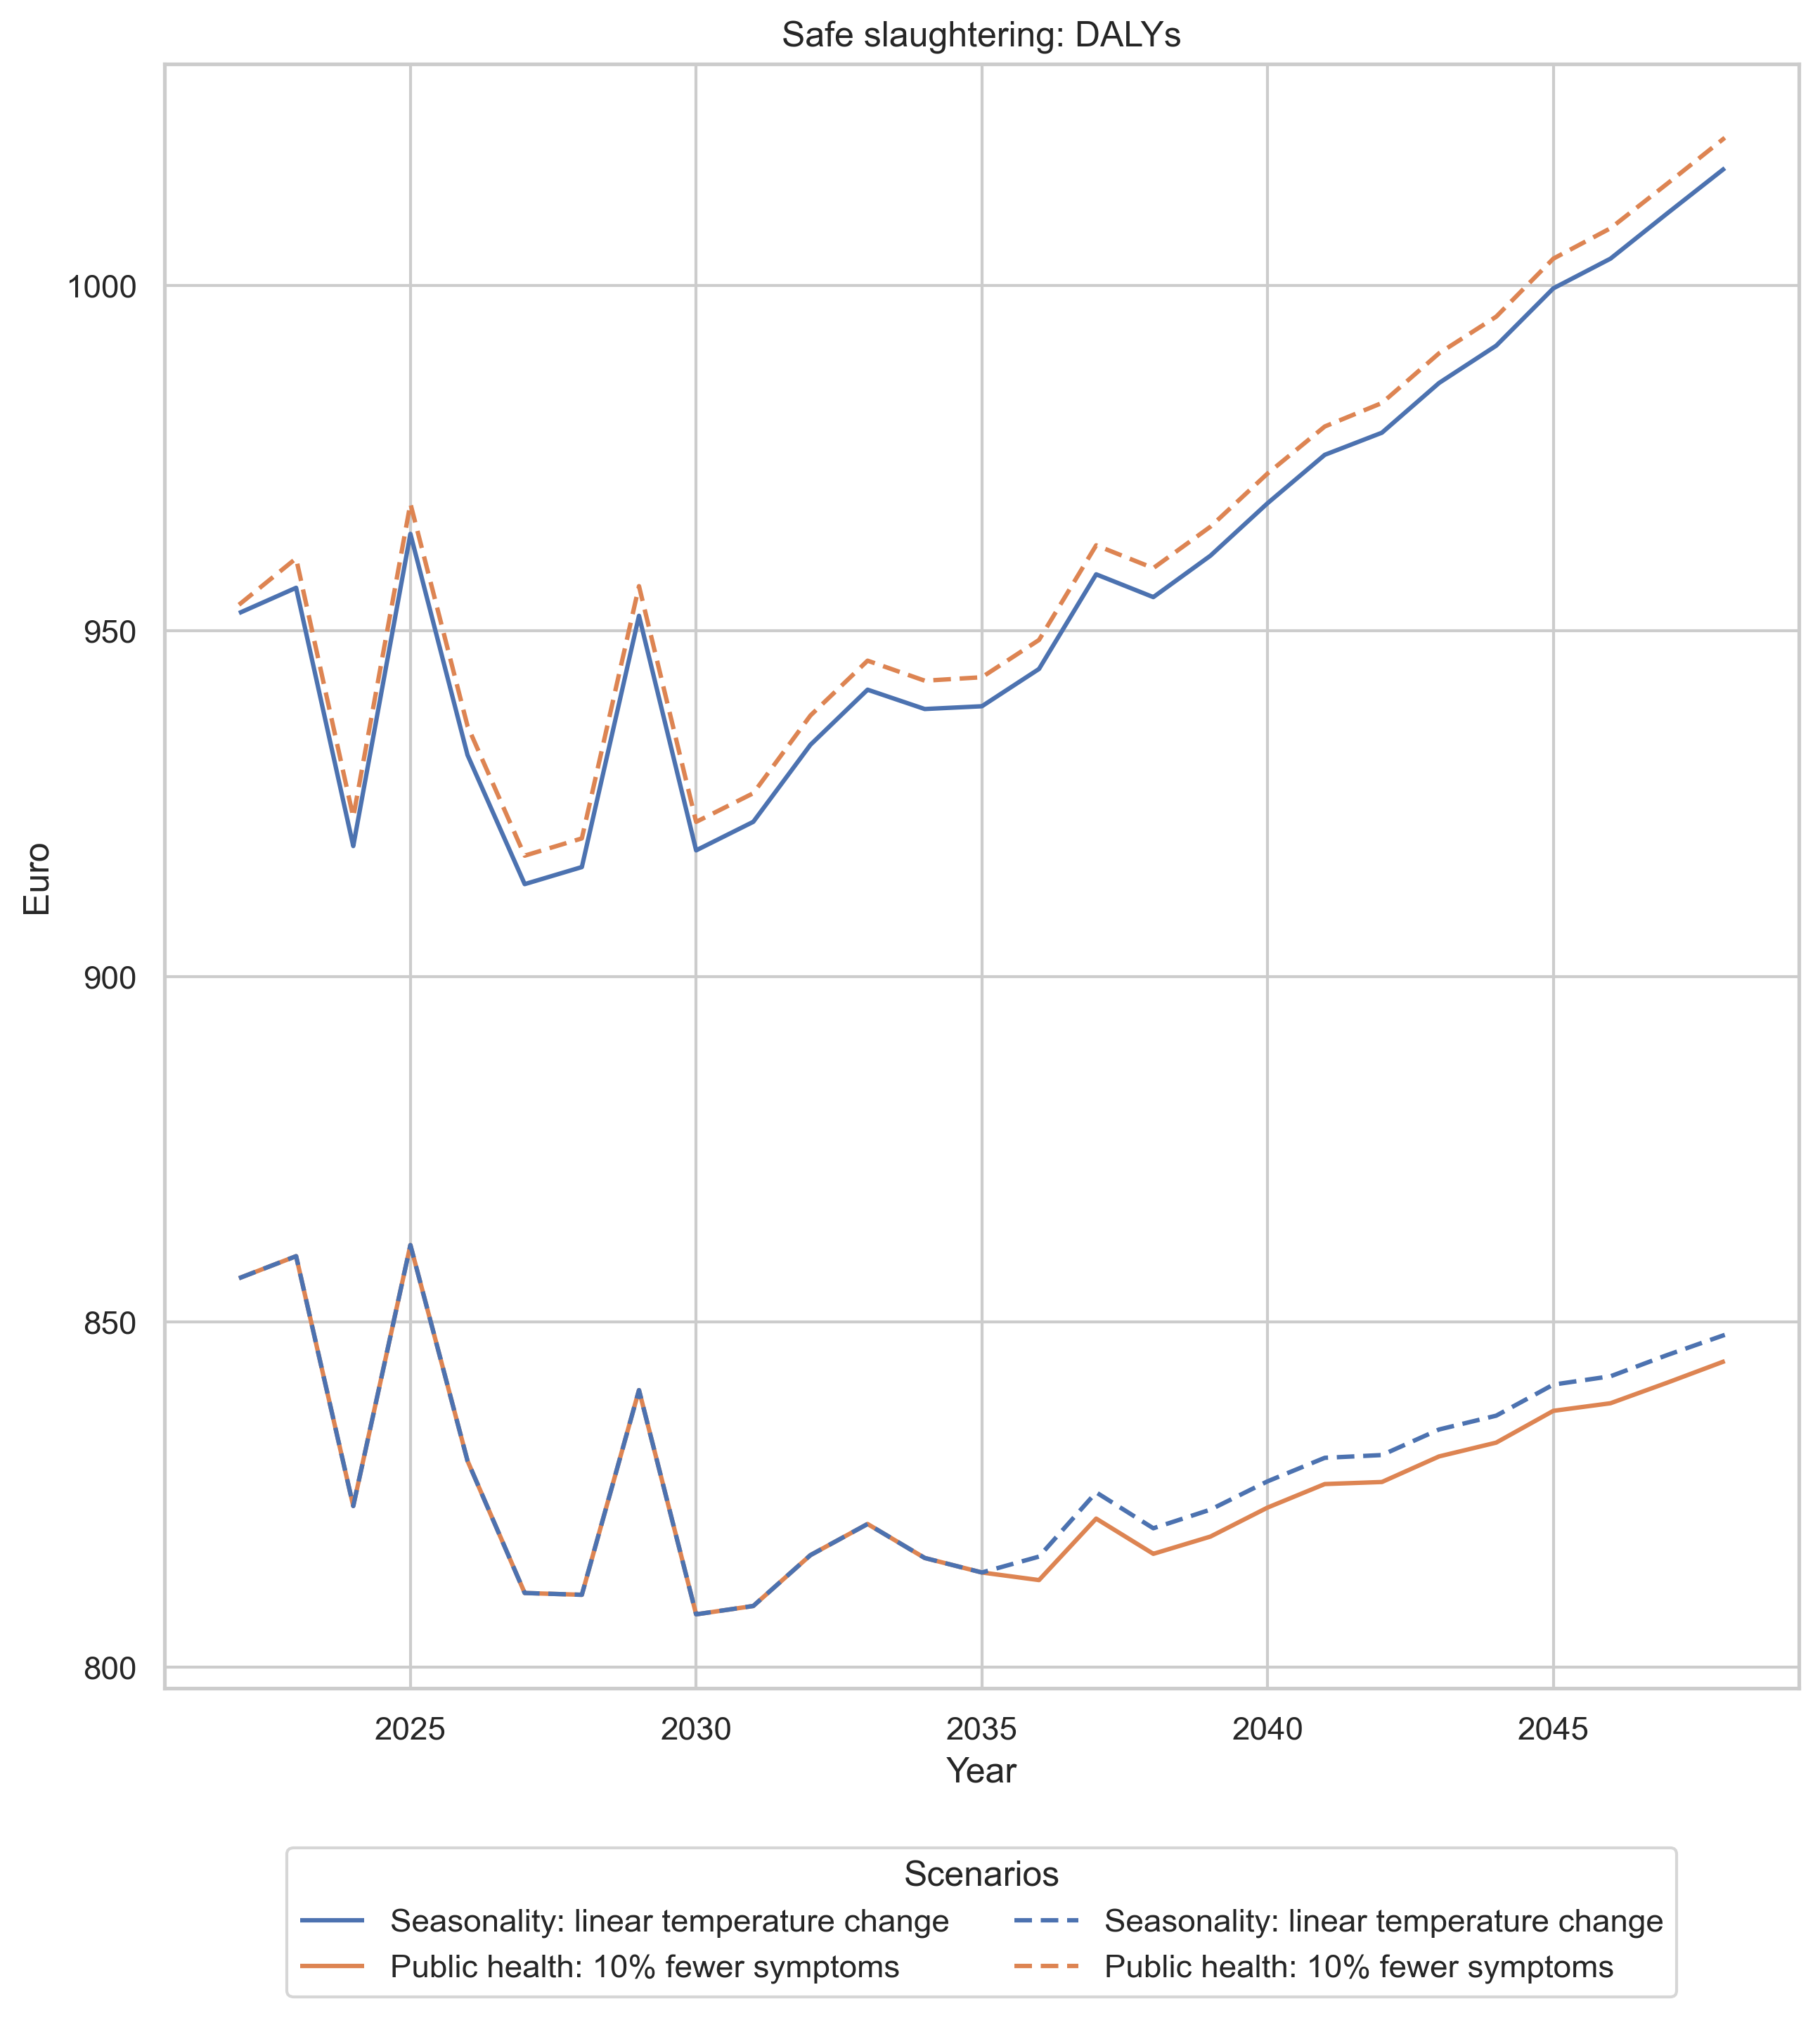 Safe slaughtering: DALYs
Euro
1000
950
900
850
800
2025 2030 2035 2040 2045
Year
Scenarios
Seasonality: linear temperature change Seasonality: linear temperature change
Public health: 10% fewer symptoms Public health: 10% fewer symptoms